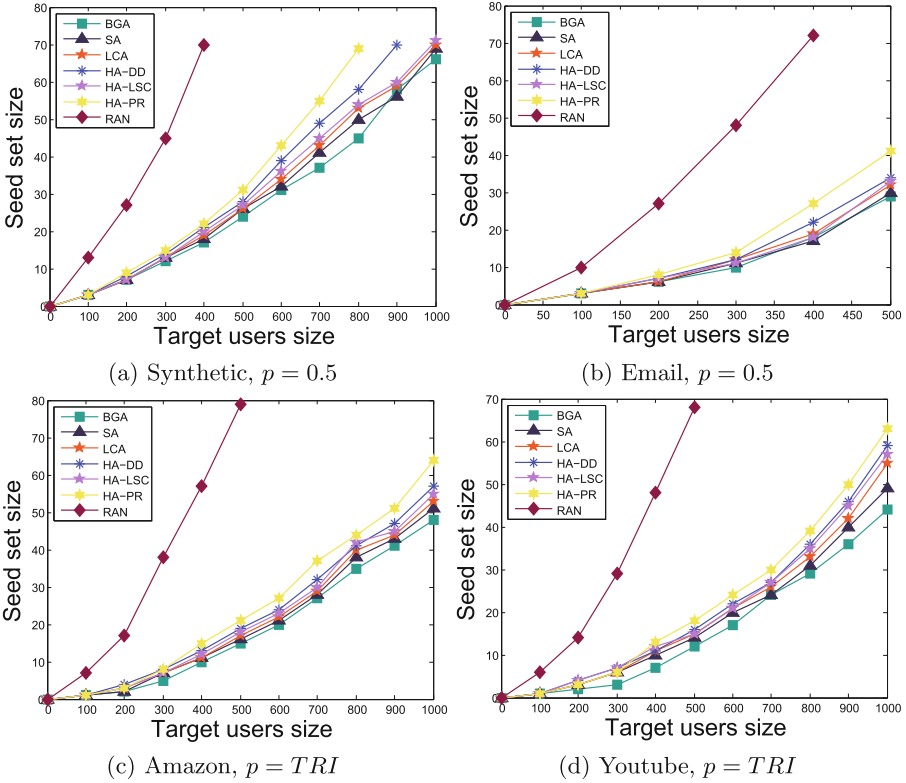 80
70
60
50
40
30
20
10
0
Seed set size
BGA
SA
LCA
HA-DD
HA-LSC
HA-PR
RAN
0 100 200 300 400 500 600 700 800 900 1000
Target users size
(a) Synthetic, p = 0.5
80
70
60
50
40
30
20
10
0
Seed set size
BGA
SA
LCA
HA-DD
HA-LSC
HA-PR
RAN
0 50 100 150 200 250 300 350 400 450 500
Target users size
(b) Email, p = 0.5
80
70
60
50
40
30
20
10
0
Seed set size
BGA
SA
LCA
HA-DD
HA-LSC
HA-PR
RAN
0 100 200 300 400 500 600 700 800 900 1000
Target users size
(c) Amazon, p = TRI
70
60
50
40
30
20
10
0
Seed set size
BGA
SA
LCA
HA-DD
HA-LSC
HA-PR
RAN
0 100 200 300 400 500 600 700 800 900 1000
Target users size
(d) Youtube, p = TRI